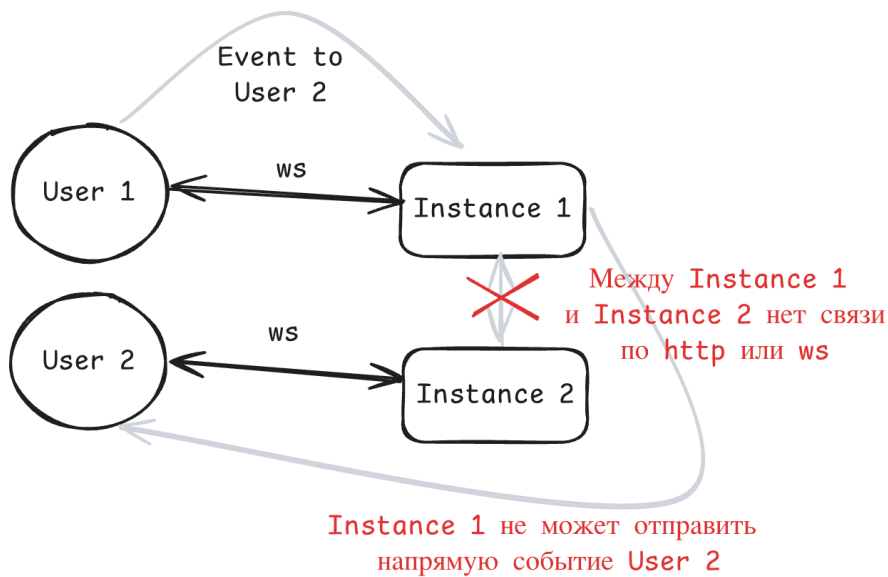 Event to
User 2
User 1
ws
Instance 1
Между Instance 1
и Instance 2 нет связи
по http или ws
User 2
ws
Instance 2
Instance 1 не может отправить
напрямую событие User 2